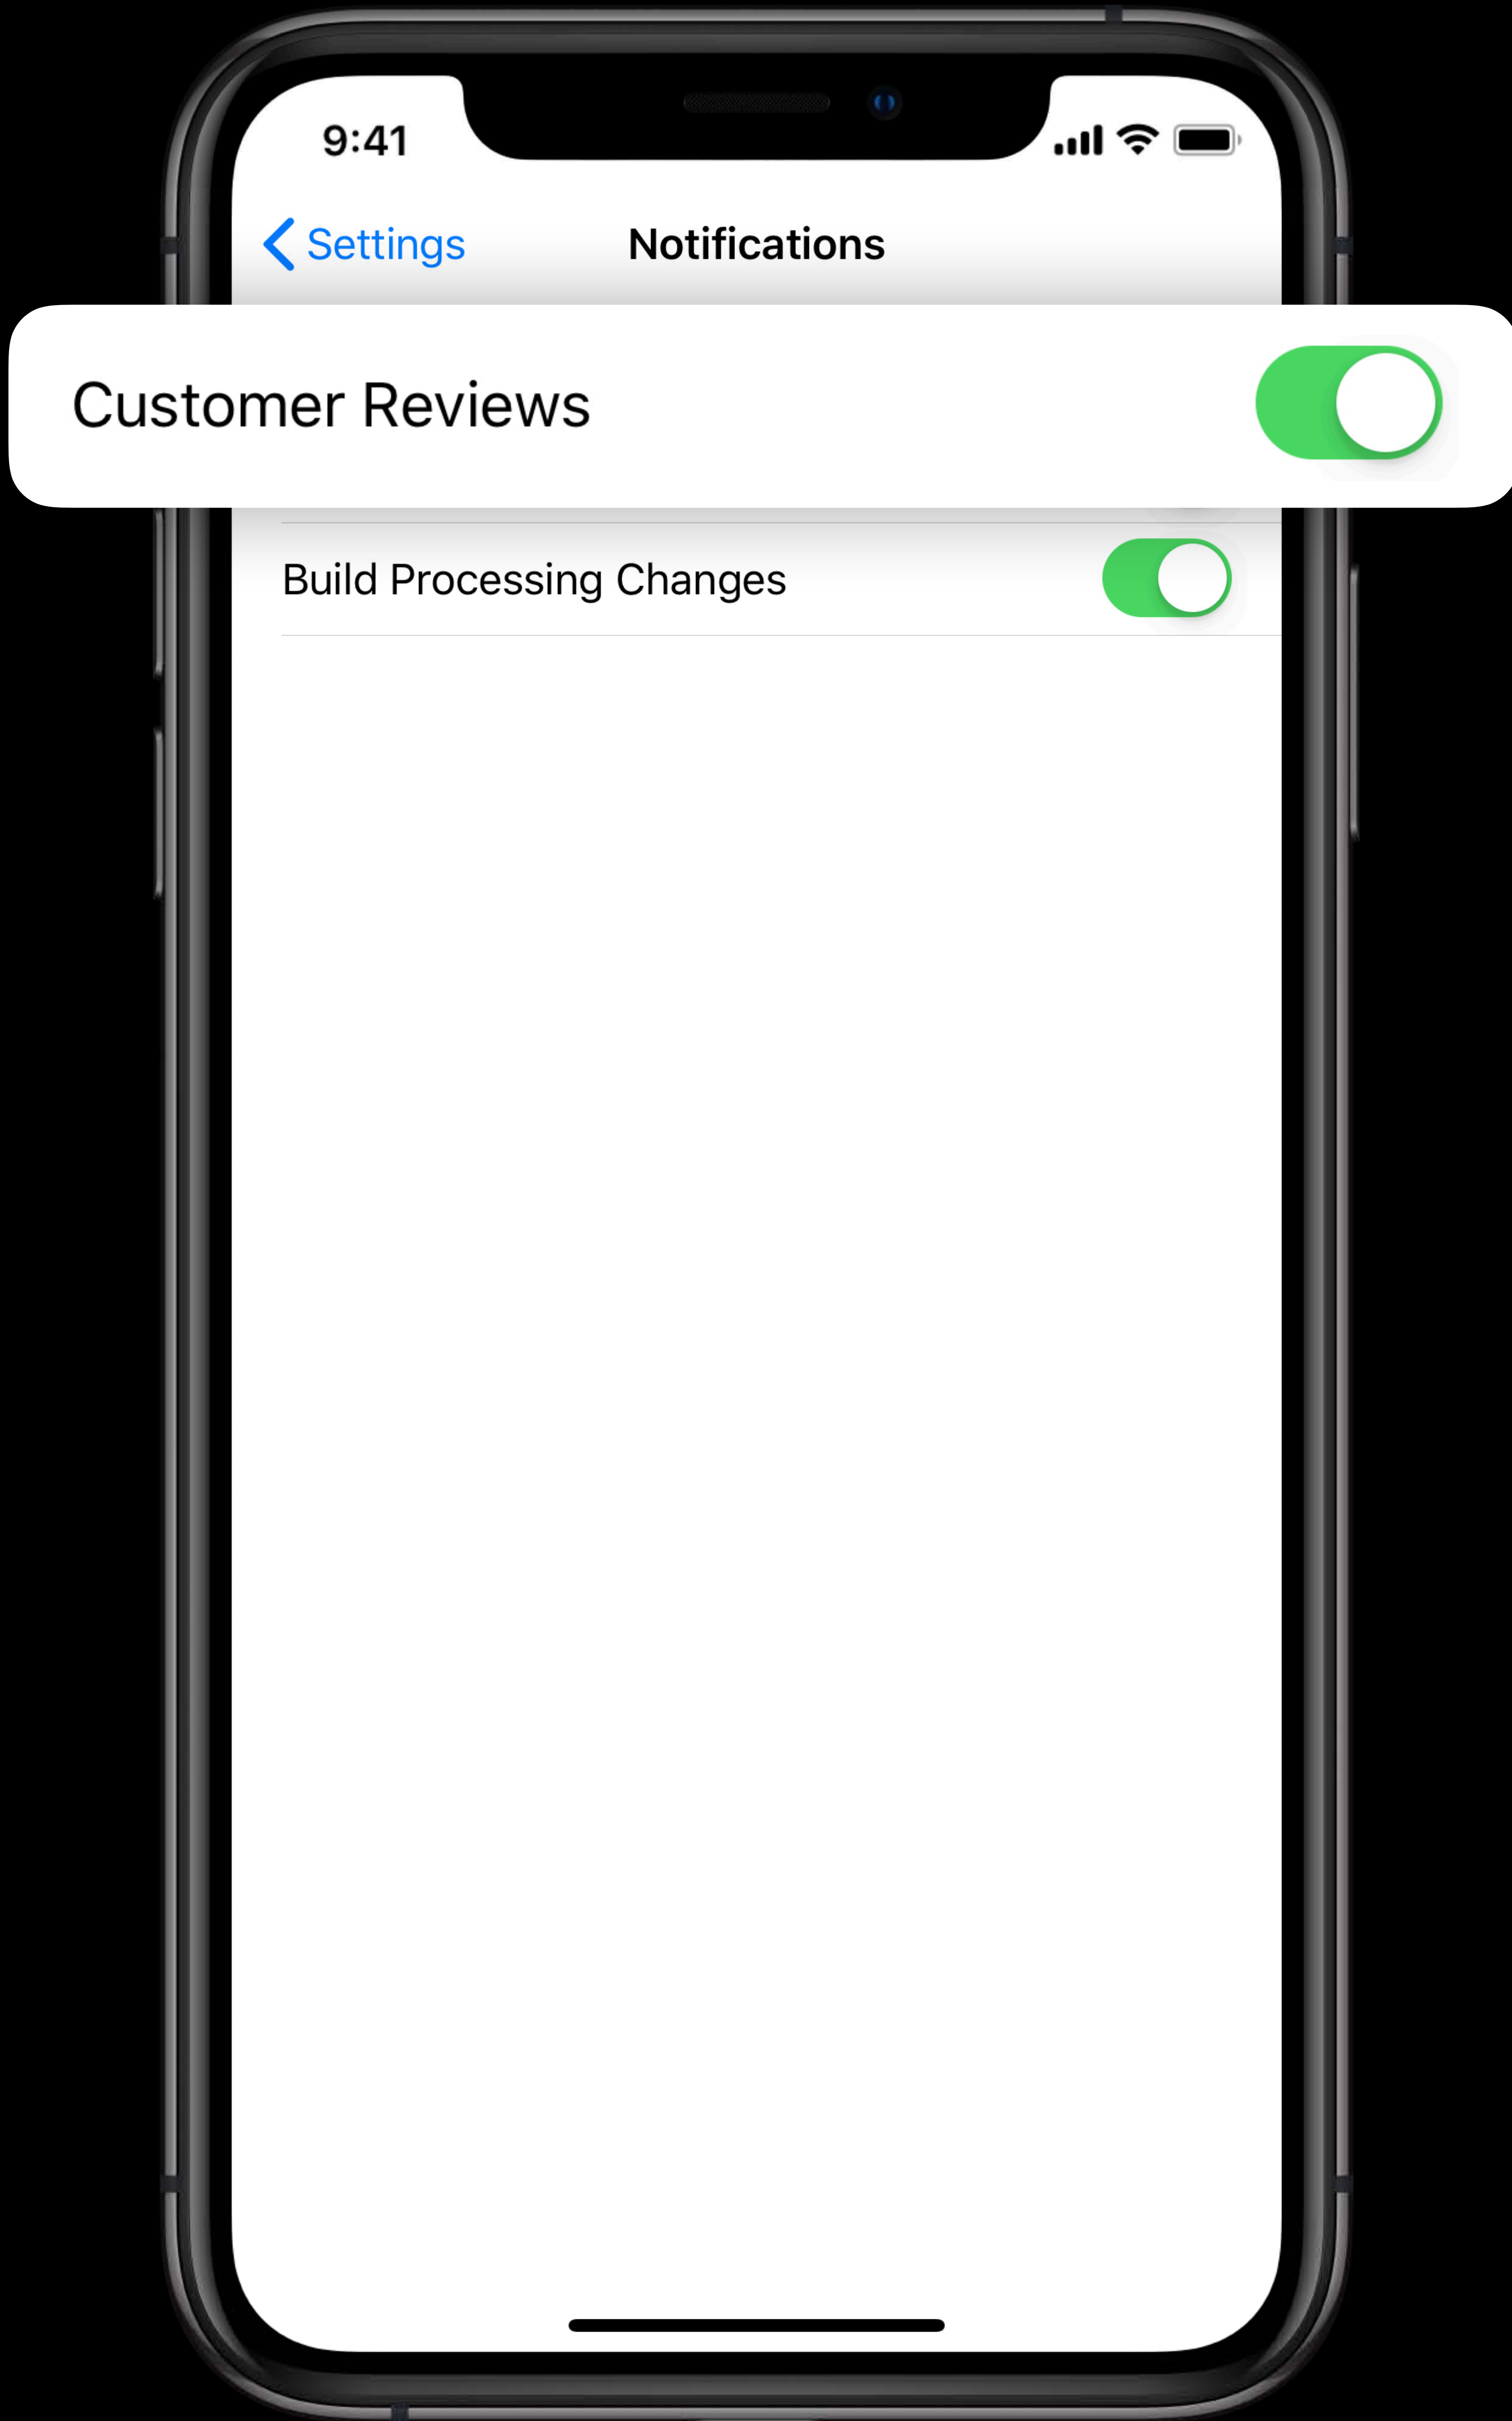 9:41
Settings
Notifications
Customer Reviews
Build Processing Changes